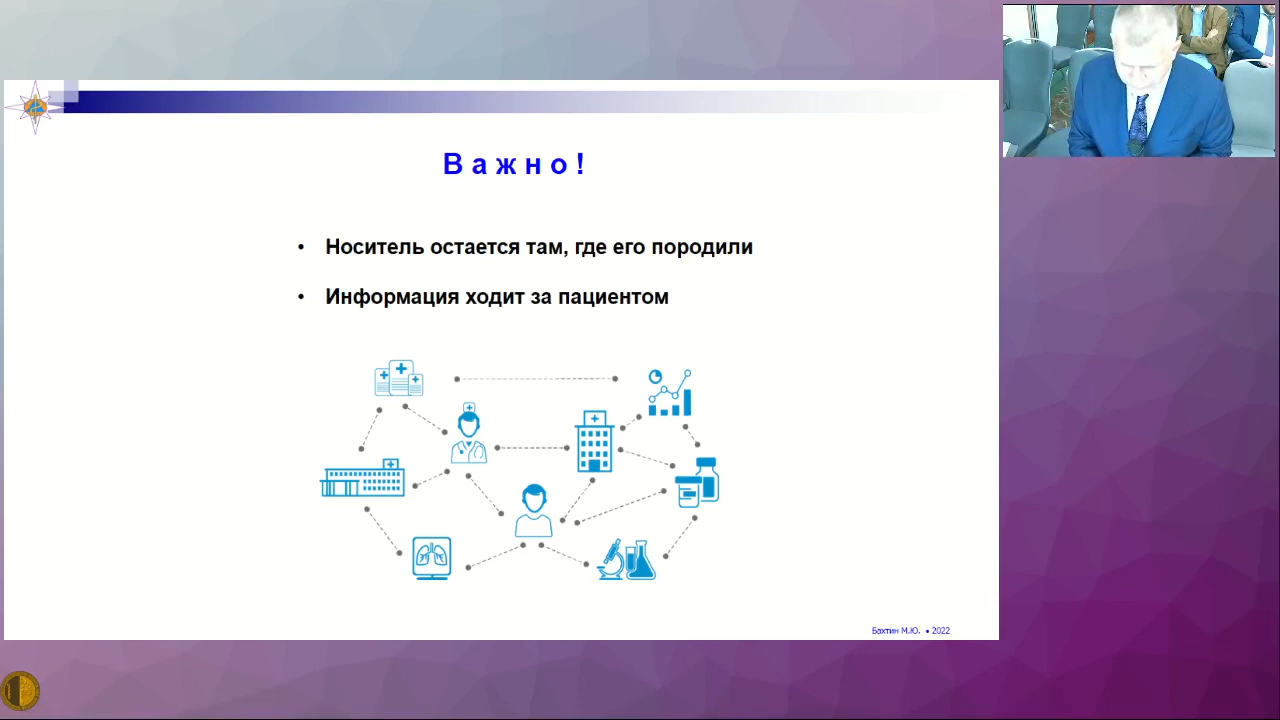 Важно!
• Носитель остается там, где его породили
• Информация ходит за пациентом
Бахтин М.Ю. • 2022